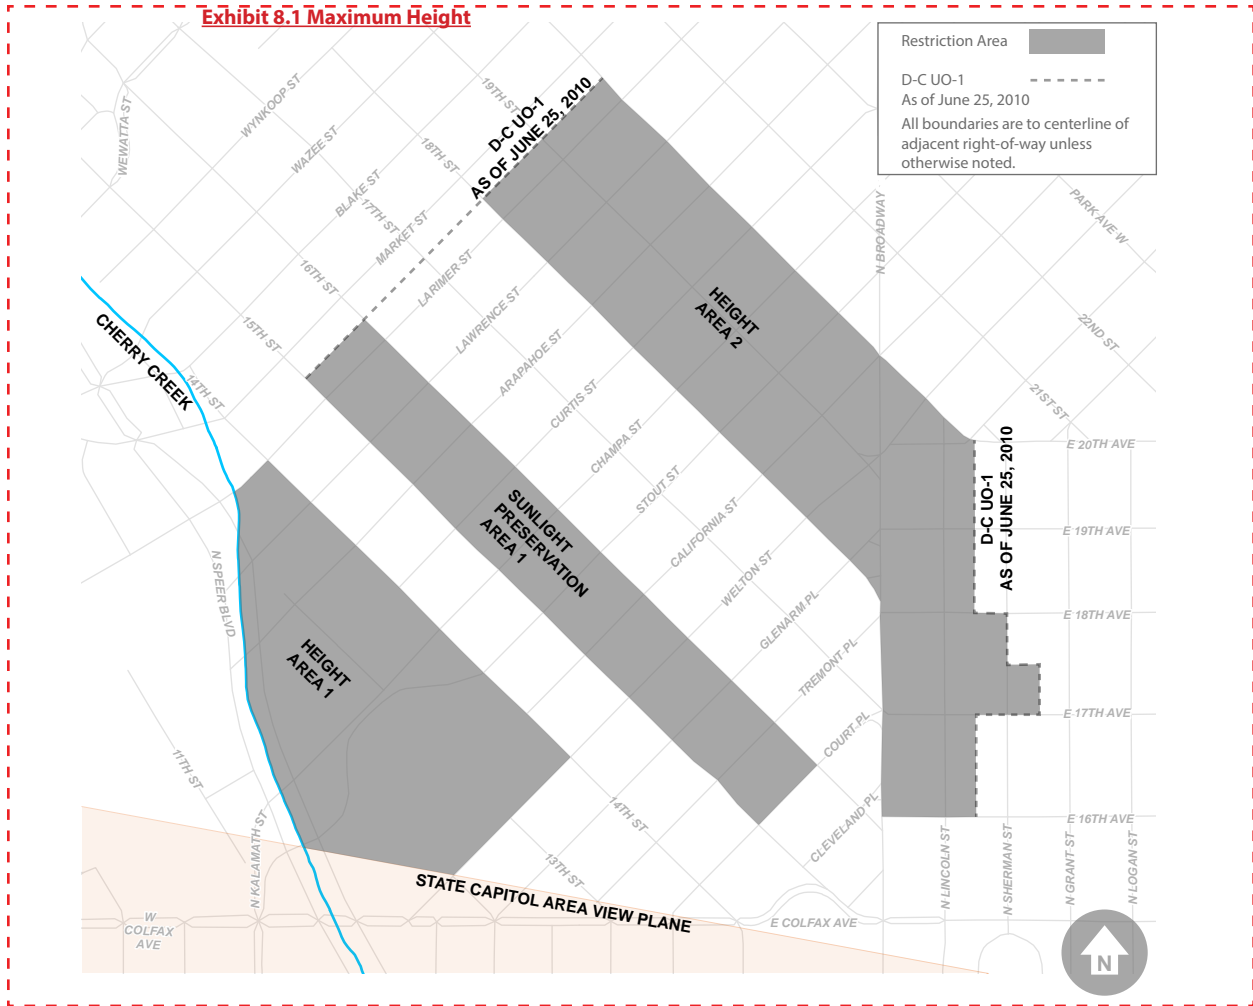 Exhibit 8.1 Maximum Height
Restriction Area
D-C UO-1
As of June 25, 2010
All boundaries are to centerline of
adjacent right-of-way unless
otherwise noted.
WEWATTA ST
WYNKOOP ST
WAZEE ST
BLAKE ST
MARKET ST
LARIMER ST
LAWRENCE ST
ARAPAHOE ST
CURTIS ST
CHAMPA ST
STOUT ST
CALIFORNIA ST
WELTON ST
GLENARM PL
TREMONT PL
COURT PL
CLEVELAND PL
19TH ST
18TH ST
17TH ST
16TH ST
15TH ST
14TH ST
D-C UO-1
AS OF JUNE 25, 2010
N BROADWAY
PARK AVE W
22ND ST
21ST ST
HEIGHT
AREA 2
CHERRY CREEK
SUNLIGHT
PRESERVATION
AREA 1
HEIGHT
AREA 1
N SPEER BLVD
11TH ST
N KALAMATH ST
14TH ST
13TH ST
D-C UO-1
AS OF JUNE 25, 2010
E 20TH AVE
E 19TH AVE
E 18TH AVE
E 17TH AVE
E 16TH AVE
N LINCOLN ST
N SHERMAN ST
N GRANT ST
N LOGAN ST
STATE CAPITOL AREA VIEW PLANE
W
COLFAX
AVE
E COLFAX AVE
N